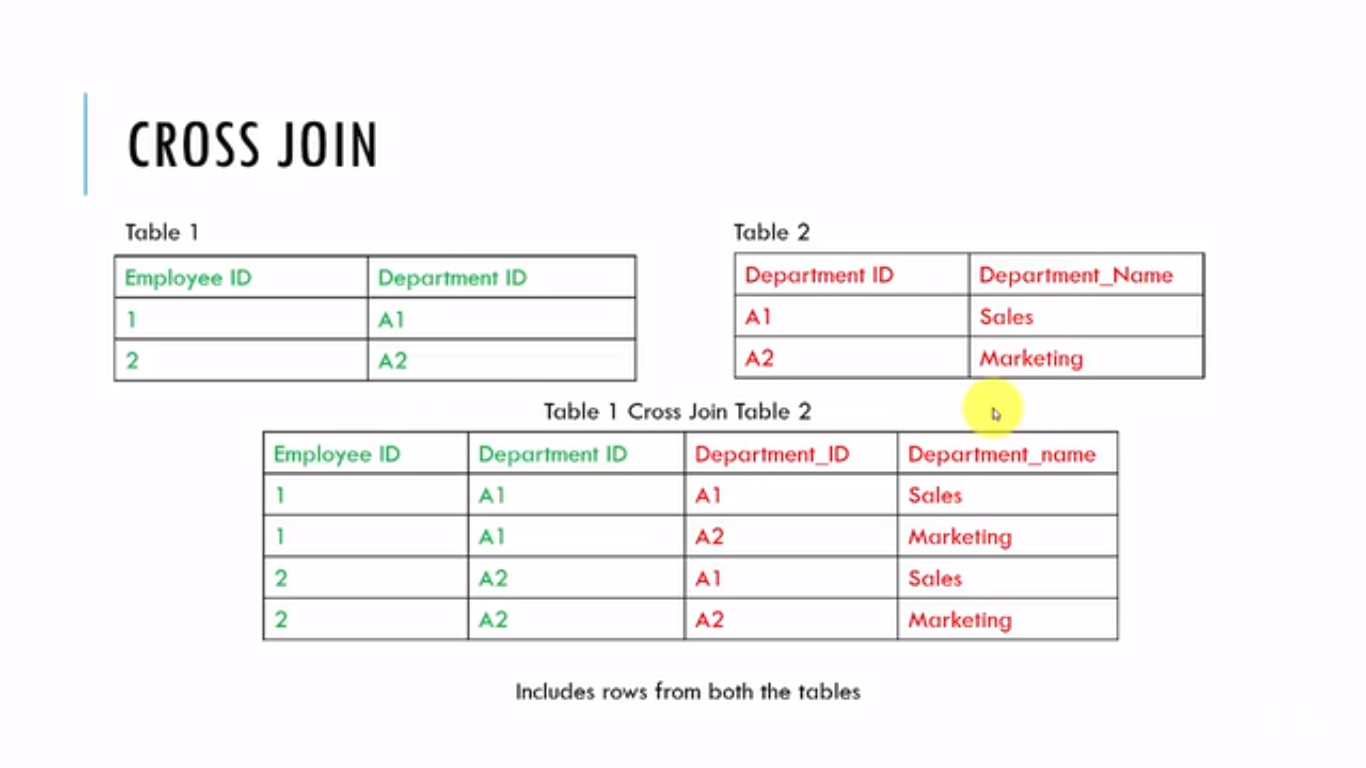 CROSS JOIN
Table 1
Employee ID Department ID
1 A1
2 A2
Table 2
Department ID Department_Name
A1 Sales
A2 Marketing
Table 1 Cross Join Table 2
Employee ID Department ID Department_ID Department_name
1 A1 A1 Sales
1 A1 A2 Marketing
2 A2 A1 Sales
2 A2 A2 Marketing
Includes rows from both the tables